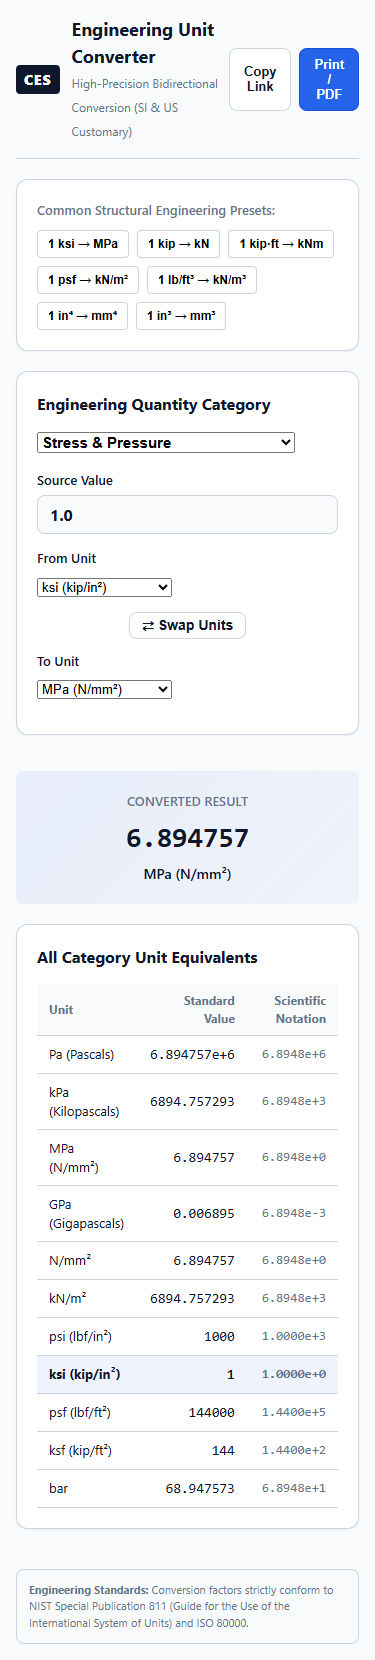 CES
Engineering Unit
Converter
High-Precision Bidirectional
Conversion (SI & US
Customary)
Copy
Link
Print
/
PDF
Common Structural Engineering Presets:
1 ksi → MPa
1 kip → kN
1 kip·ft → kNm
1 psf → kN/m²
1 lb/ft³ → kN/m³
1 in⁴ → mm⁴
1 in³ → mm³
Engineering Quantity Category
Stress & Pressure
Source Value
1.0
From Unit
ksi (kip/in²)
⇄ Swap Units
To Unit
MPa (N/mm²)
CONVERTED RESULT
6.894757
MPa (N/mm²)
All Category Unit Equivalents
Unit
Standard
Value
Scientific
Notation
Pa (Pascals) 6.894757e+6 6.8948e+6
kPa
(Kilopascals) 6894.757293 6.8948e+3
MPa
(N/mm²) 6.894757 6.8948e+0
GPa
(Gigapascals) 0.006895 6.8948e-3
N/mm² 6.894757 6.8948e+0
kN/m² 6894.757293 6.8948e+3
psi (lbf/in²) 1000 1.0000e+3
ksi (kip/in²) 1 1.0000e+0
psf (lbf/ft²) 144000 1.4400e+5
ksf (kip/ft²) 144 1.4400e+2
bar 68.947573 6.8948e+1
Engineering Standards: Conversion factors strictly conform to
NIST Special Publication 811 (Guide for the Use of the
International System of Units) and ISO 80000.